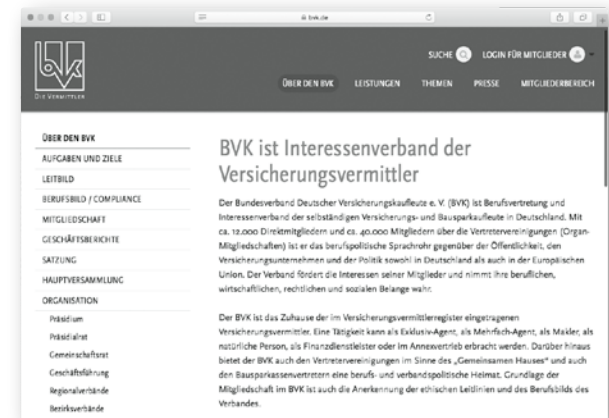 bvk.de
bvk
DIE VERMITTLER
SUCHE
LOGIN FÜR MITGLIEDER
ÜBER DEN BVK LEISTUNGEN THEMEN PRESSE MITGLIEDERBEREICH
ÜBER DEN BVK
AUFGABEN UND ZIELE
LEITBILD
BERUFSBILD / COMPLIANCE
MITGLIEDSCHAFT
GESCHÄFTSBERICHTE
SATZUNG
HAUPTVERSAMMLUNG
ORGANISATION
Präsidium
Präsidialrat
Gemeinschaftsrat
Geschäftsführung
Regionalverbände
Bezirksverbände
BVK ist Interessenverband der
Versicherungsvermittler
Der Bundesverband Deutscher Versicherungskaufleute e. V. (BVK) ist Berufsvertretung und
Interessenverband der selbständigen Versicherungs- und Bausparkaufleute in Deutschland. Mit
ca. 12.000 Direktmitgliedern und ca. 40.000 Mitgliedern über die Vertretervereinigungen (Organ-
Mitgliedschaften) ist er das berufspolitische Sprachrohr gegenüber der Öffentlichkeit, den
Versicherungsunternehmen und der Politik sowohl in Deutschland als auch in der Europäischen
Union. Der Verband fördert die Interessen seiner Mitglieder und nimmt ihre beruflichen,
wirtschaftlichen, rechtlichen und sozialen Belange wahr.
Der BVK ist das Zuhause der im Versicherungsvermittlerregister eingetragenen
Versicherungsvermittler. Eine Tätigkeit kann als Exklusiv-Agent, als Mehrfach-Agent, als Makler, als
natürliche Person, als Finanzdienstleister oder im Annexvertrieb erbracht werden. Darüber hinaus
bietet der BVK auch den Vertretervereinigungen im Sinne des „Gemeinsamen Hauses“ und auch
den Bausparkassenvertretern eine berufs- und verbandspolitische Heimat. Grundlage der
Mitgliedschaft im BVK ist auch die Anerkennung der ethischen Leitlinien und des Berufsbilds des
Verbandes.